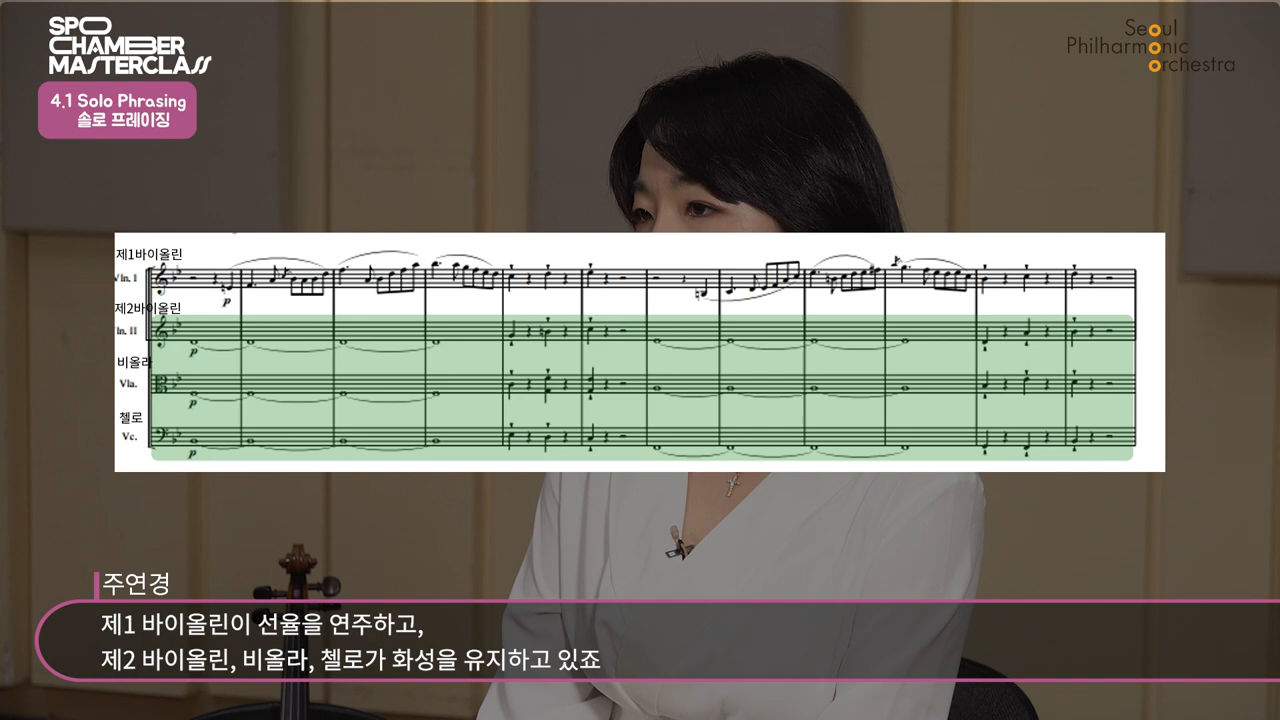 SPO
CHAMBER
MASTERCLASS
4.1 Solo Phrasing
솔로 프레이징
Seoul
Philharmonic
orchestra
제1바이올린
Vln. I
p
제2바이올린
ln. II
p
비올라
Vla.
p
첼로
Vc.
p
주연경
제1 바이올린이 선율을 연주하고,
제2 바이올린, 비올라, 첼로가 화성을 유지하고 있죠